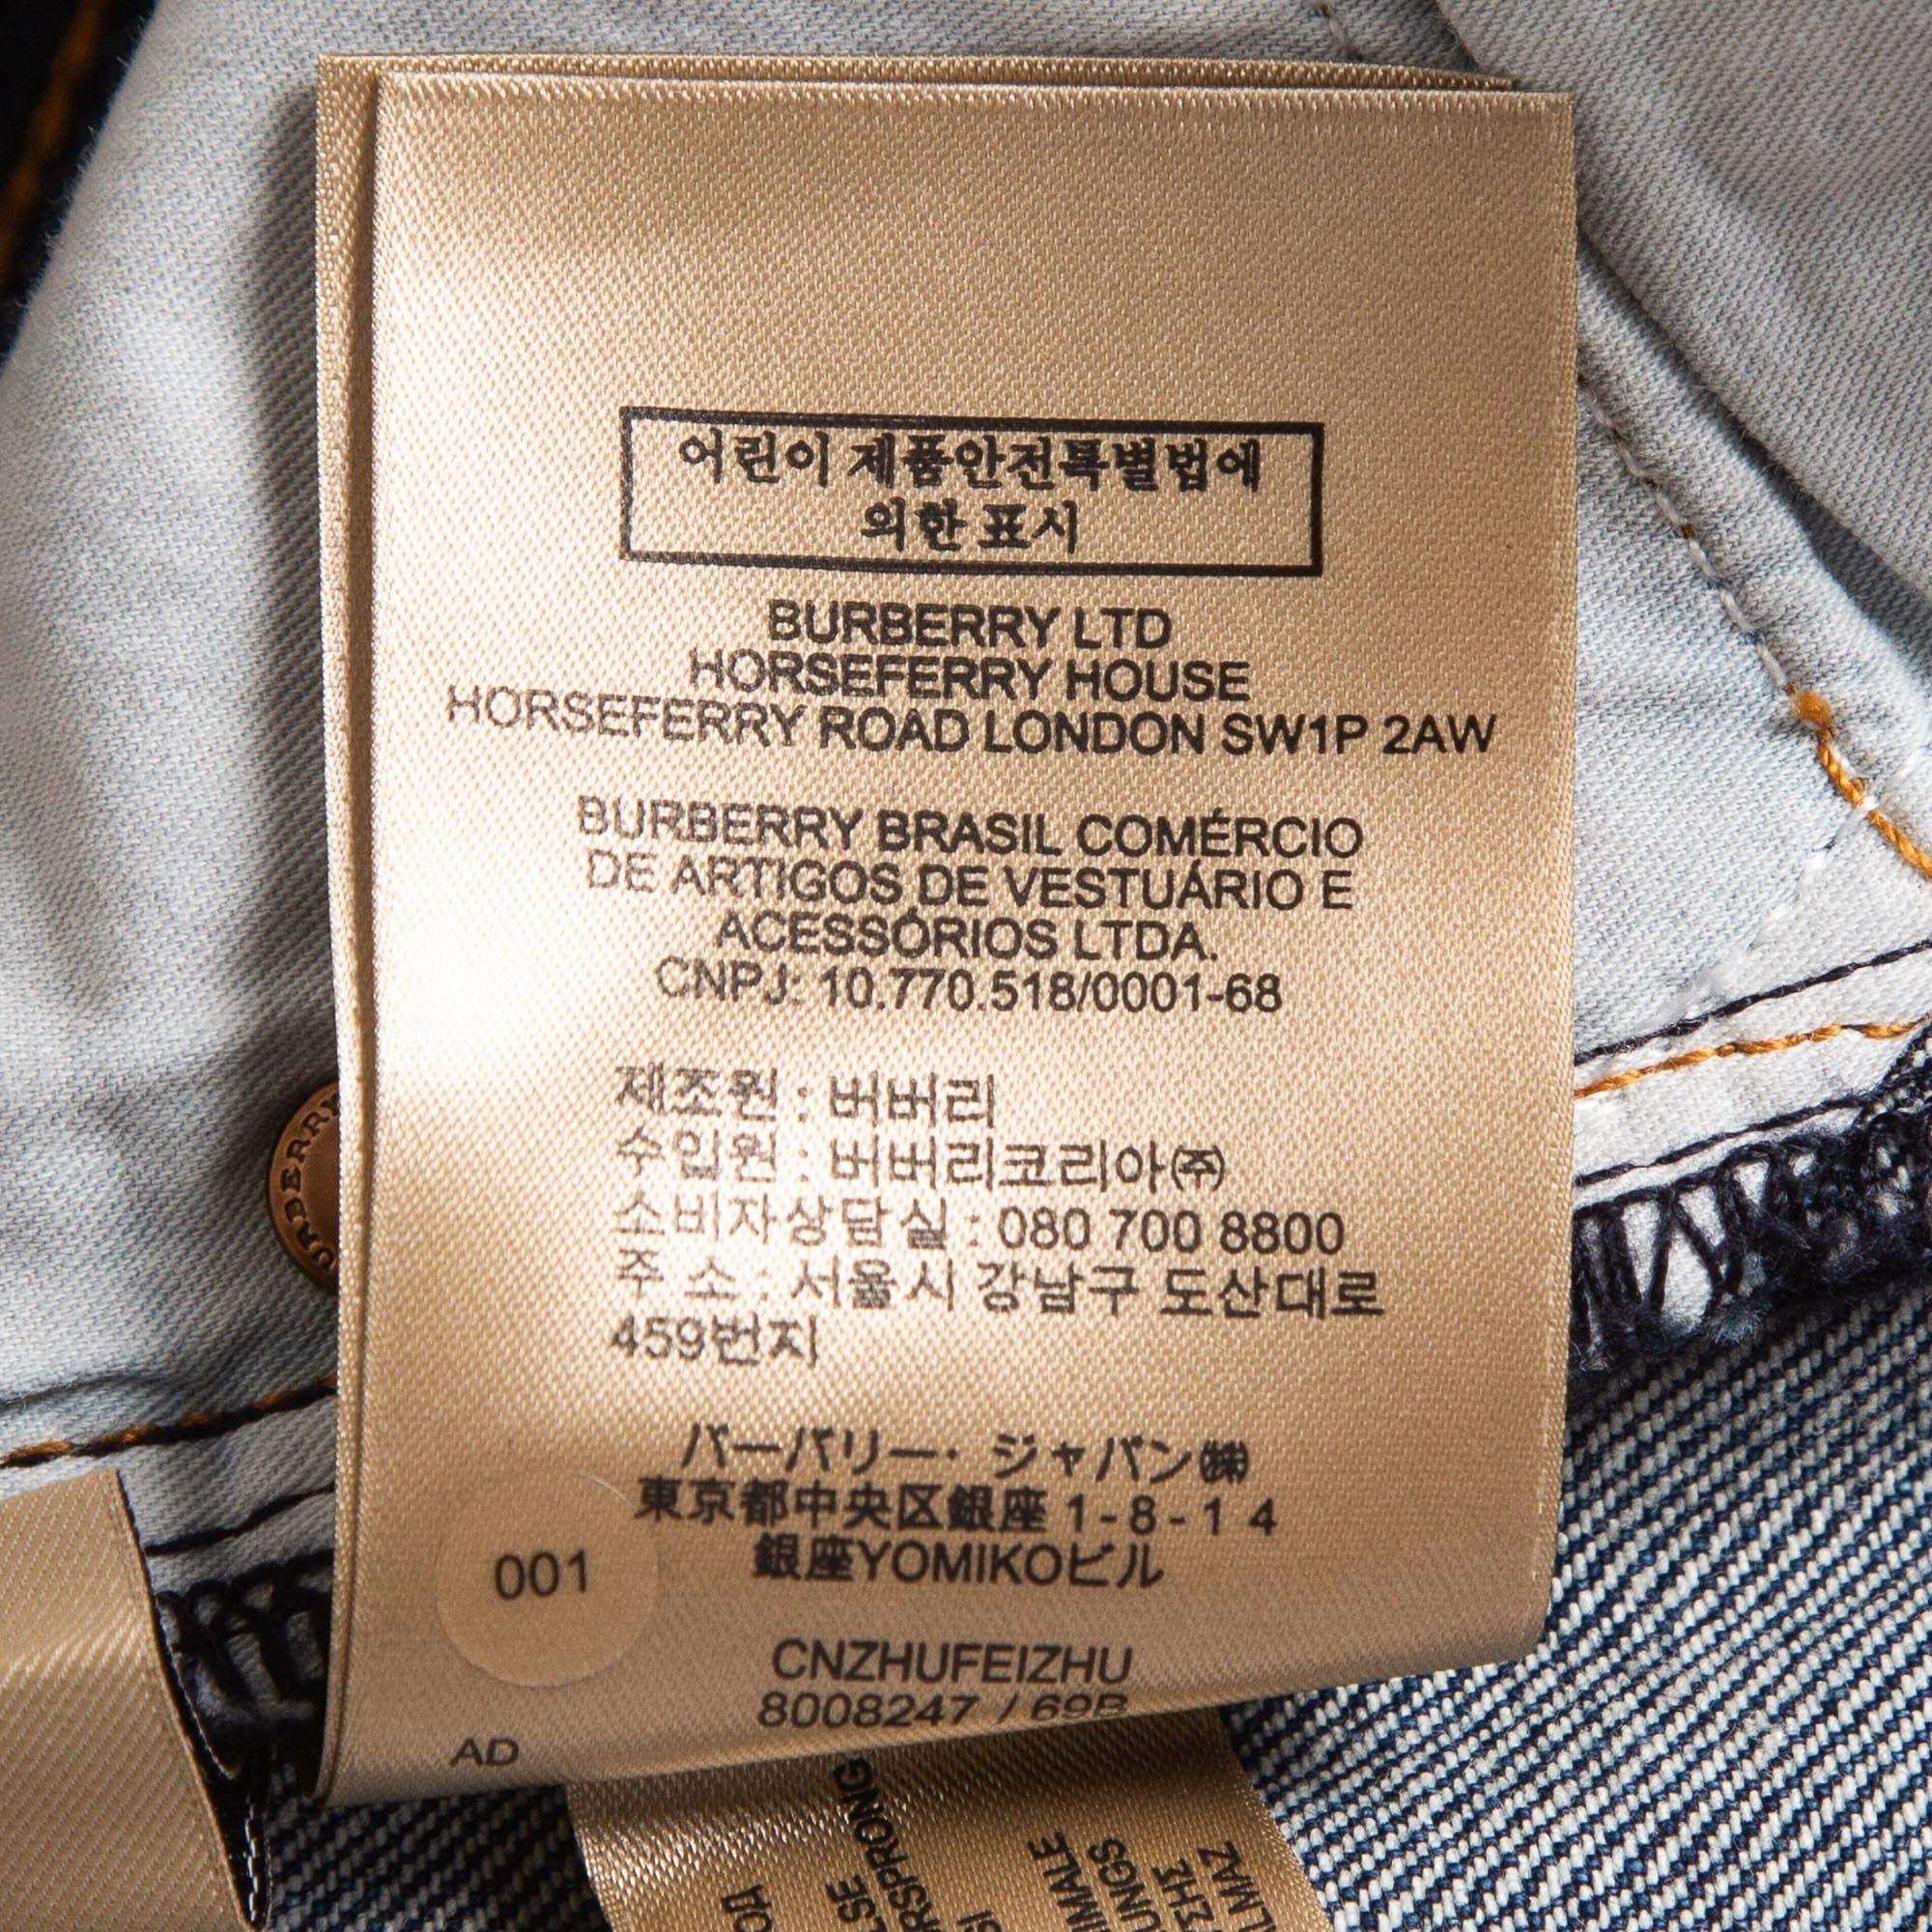 어린이 제품안전특별법에
의한 표시
BURBERRY LTD
HORSEFERRY HOUSE
HORSEFERRY ROAD LONDON SW1P 2AW
BURBERRY BRASIL COMÉRCIO
DE ARTIGOS DE VESTUÁRIO E
ACESSÓRIOS LTDA.
CNPJ: 10.770.518/0001-68
제조원 : 버버리
수입원 : 버버리코리아㈜
소비자상담실 : 080 700 8800
주 소 : 서울시 강남구 도산대로
459번지
バーバリー・ジャパン㈱
東京都中央区銀座 1-8-1 4
銀座YOMIKOビル
001
CNZHUFEIZHU
8008247 / 69B
AD